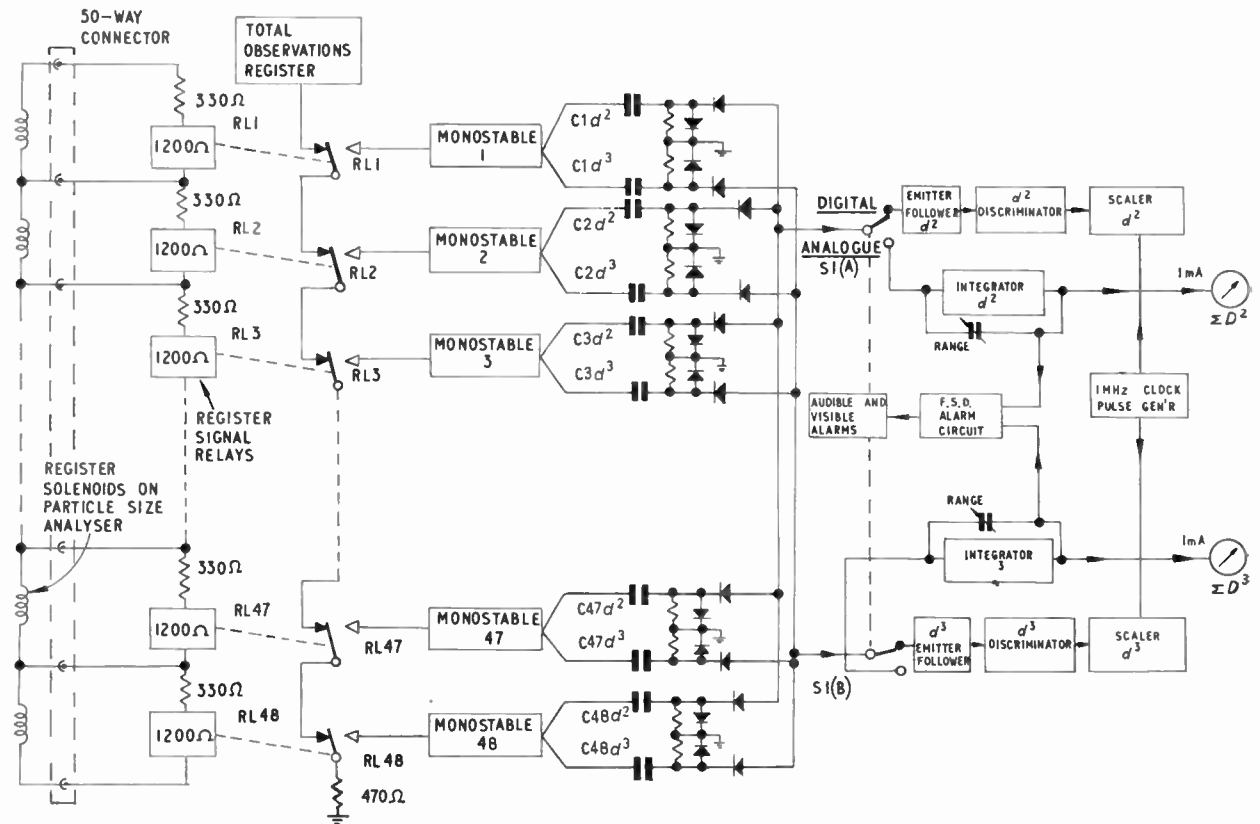 50-WAY
CONNECTOR
TOTAL
OBSERVATIONS
REGISTER
330Ω
RL1
1200Ω
RL1
MONOSTABLE
1
C1d²
C1d³
330Ω
RL2
1200Ω
RL2
MONOSTABLE
2
C2d²
C2d³
330Ω
RL3
1200Ω
RL3
MONOSTABLE
3
C3d²
C3d³
REGISTER
SIGNAL
RELAYS
REGISTER
SOLENOIDS ON
PARTICLE SIZE
ANALYSER
330Ω
RL47
1200Ω
RL47
MONOSTABLE
47
C47d²
C47d³
330Ω
RL48
1200Ω
RL48
MONOSTABLE
48
C48d²
C48d³
470Ω
DIGITAL
ANALOGUE
S1(A)
EMITTER
FOLLOWER
d²
d²
DISCRIMINATOR
SCALER
d²
INTEGRATOR
d²
RANGE
1mA
ΣD²
AUDIBLE AND
VISIBLE
ALARMS
F.S.D.
ALARM
CIRCUIT
1MHz CLOCK
PULSE GEN'R
RANGE
INTEGRATOR
3
1mA
ΣD³
S1(B)
d³
EMITTER
FOLLOWER
d³
DISCRIMINATOR
SCALER
d³